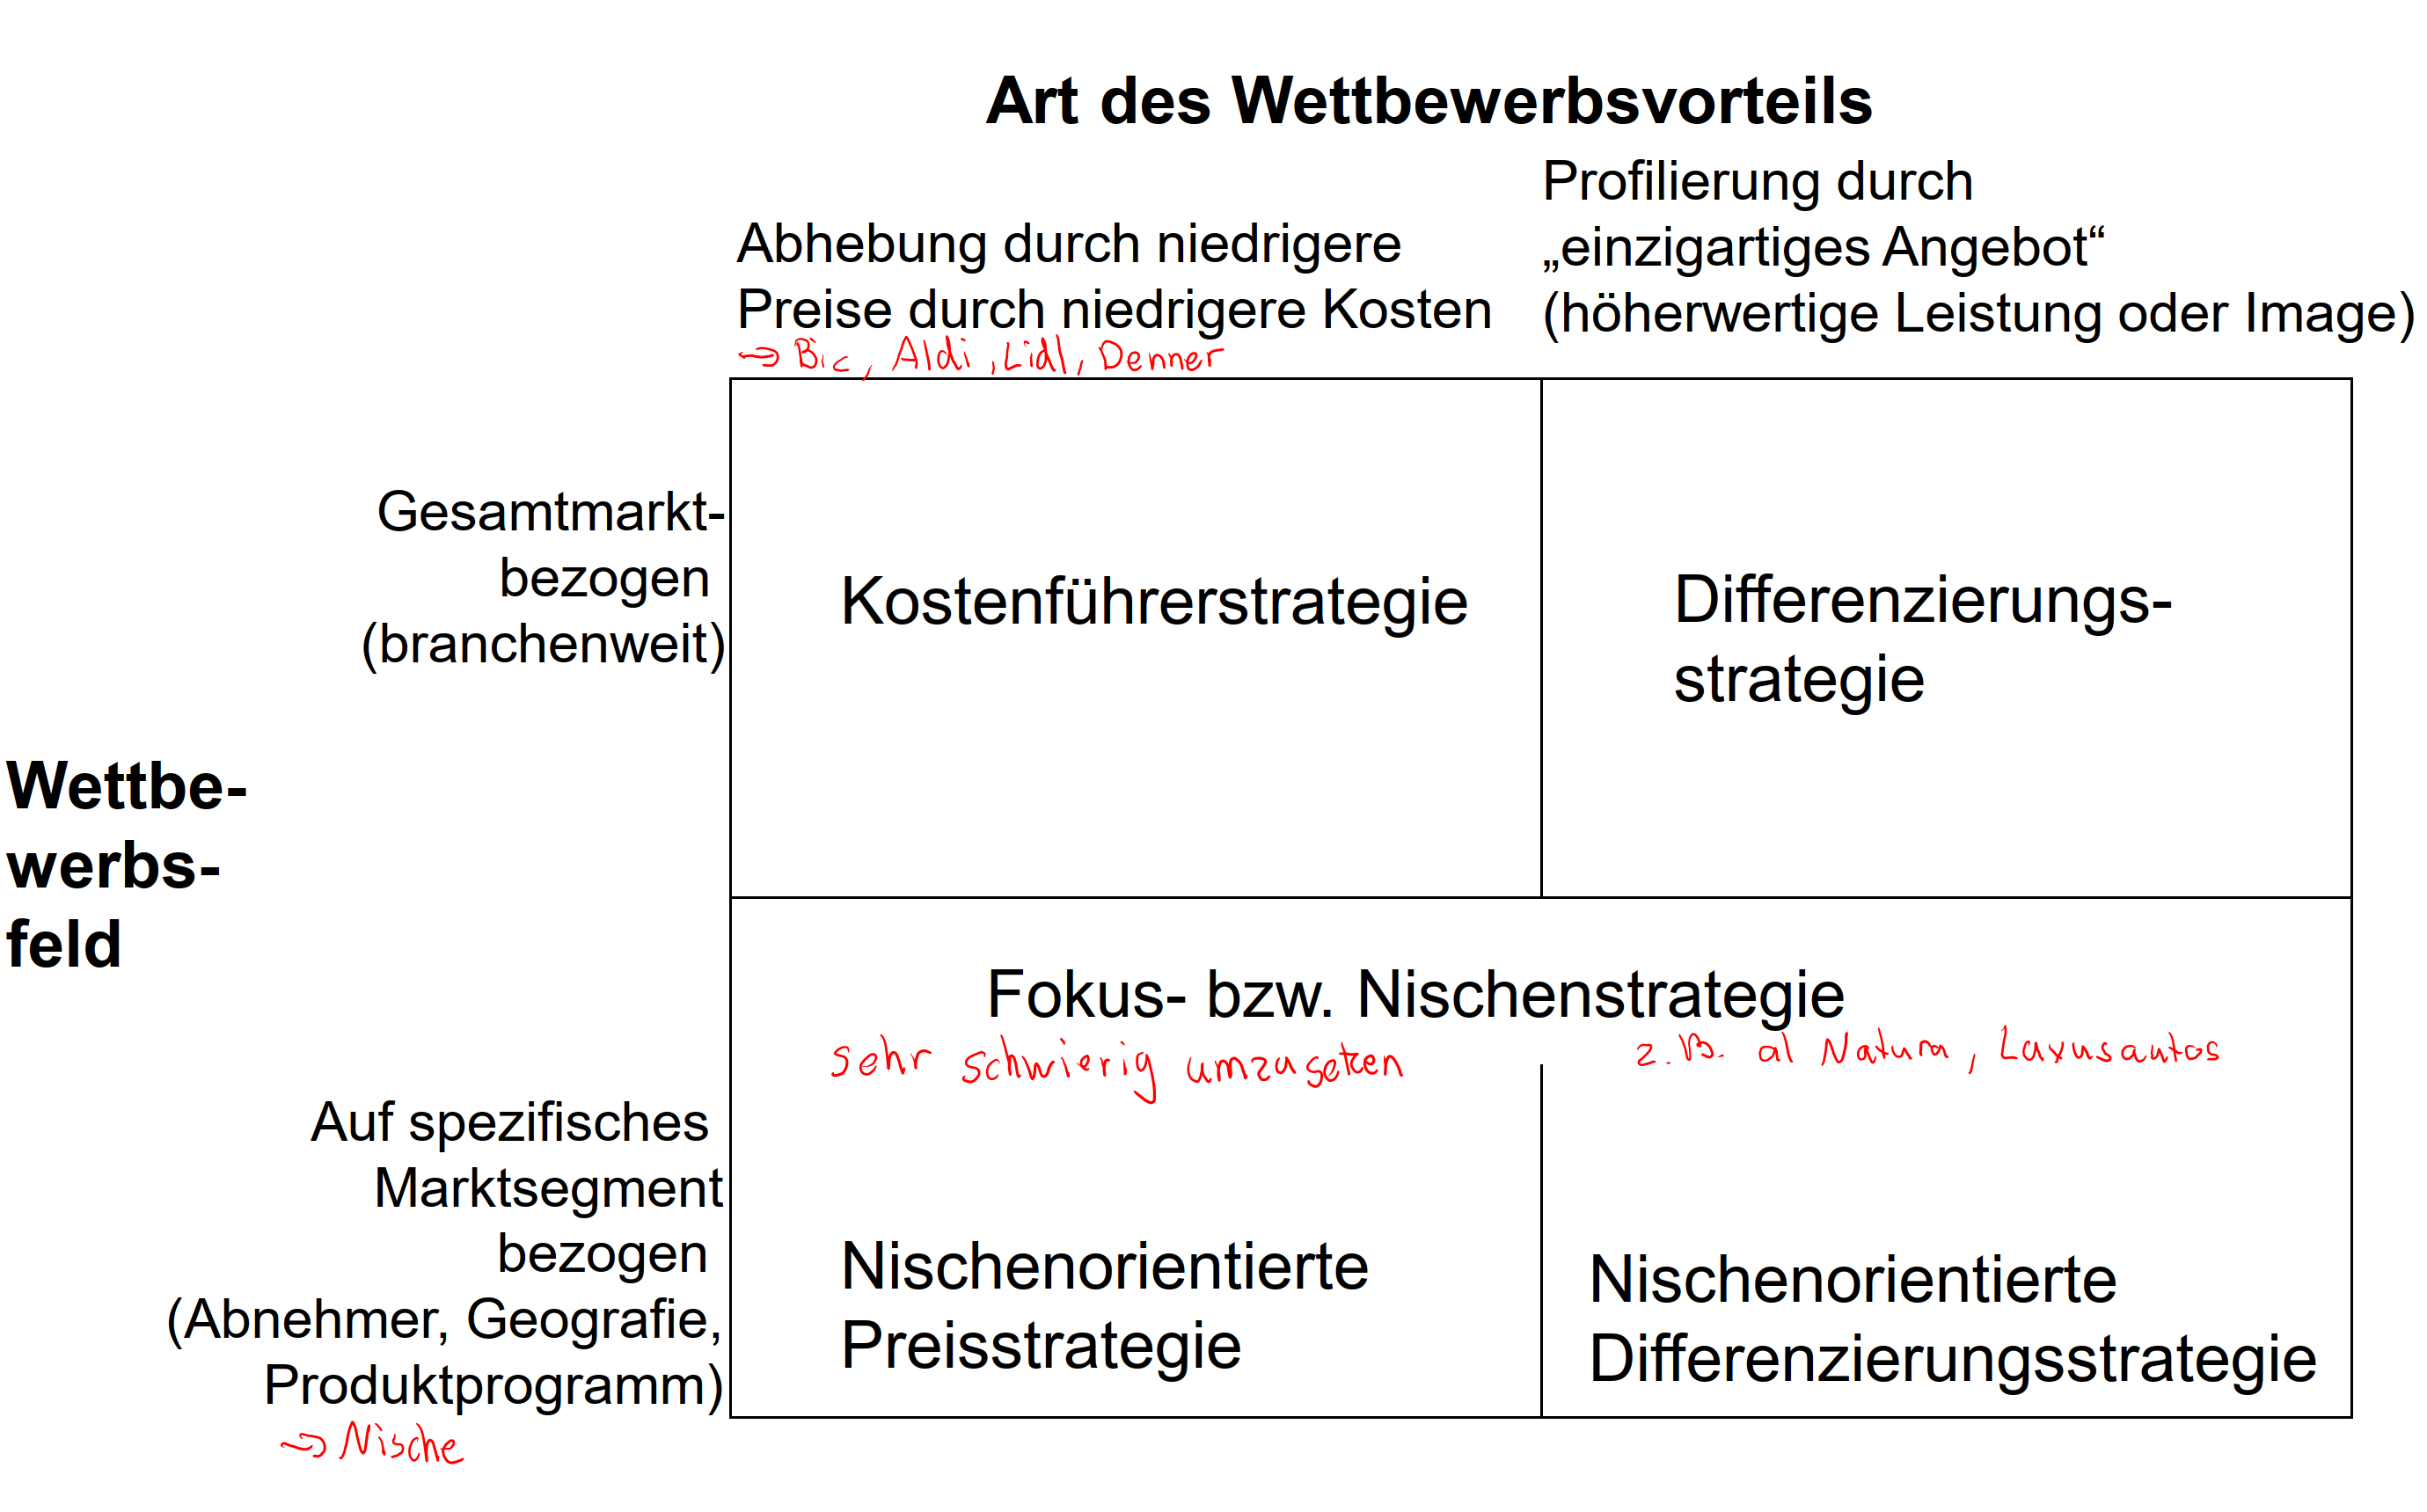 Art des Wettbewerbsvorteils
Abhebung durch niedrigere
Preise durch niedrigere Kosten
→ Bic, Aldi, Lidl, Denner
Profilierung durch
„einzigartiges Angebot“
(höherwertige Leistung oder Image)
Wettbe-
werbs-
feld
Gesamtmarkt-
bezogen
(branchenweit)
Kostenführerstrategie
Differenzierungs-
strategie
Fokus- bzw. Nischenstrategie
sehr schwierig umzusetzen
z.B. al Natura, Luxusautos
Auf spezifisches
Marktsegment
bezogen
(Abnehmer, Geografie,
Produktprogramm)
→ Nische
Nischenorientierte
Preisstrategie
Nischenorientierte
Differenzierungsstrategie